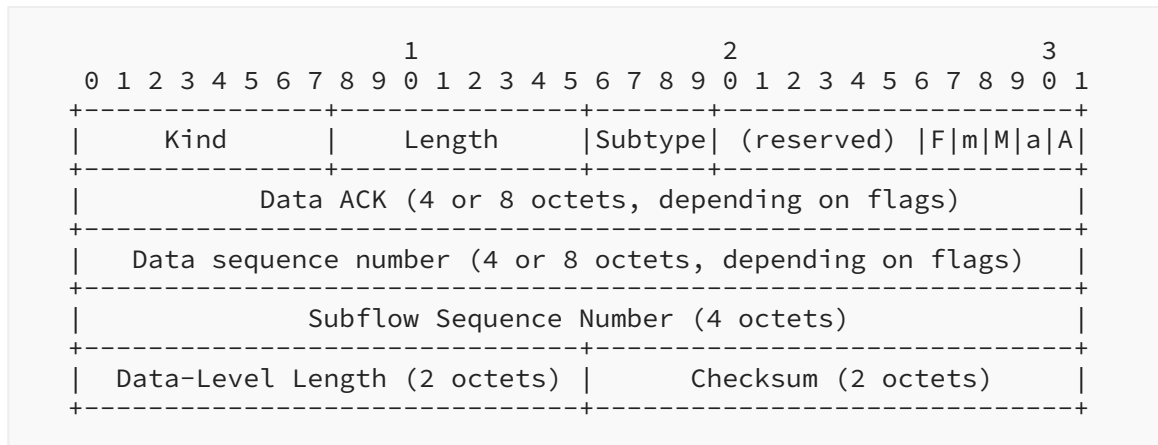 1                   2                   3
 0 1 2 3 4 5 6 7 8 9 0 1 2 3 4 5 6 7 8 9 0 1 2 3 4 5 6 7 8 9 0 1
+---------------+---------------+-------+----------------------+
|     Kind      |    Length     |Subtype| (reserved) |F|m|M|a|A|
+---------------+---------------+-------+----------------------+
|           Data ACK (4 or 8 octets, depending on flags)       |
+--------------------------------------------------------------+
|   Data sequence number (4 or 8 octets, depending on flags)   |
+--------------------------------------------------------------+
|              Subflow Sequence Number (4 octets)              |
+-------------------------------+------------------------------+
|  Data-Level Length (2 octets) |      Checksum (2 octets)     |
+-------------------------------+------------------------------+